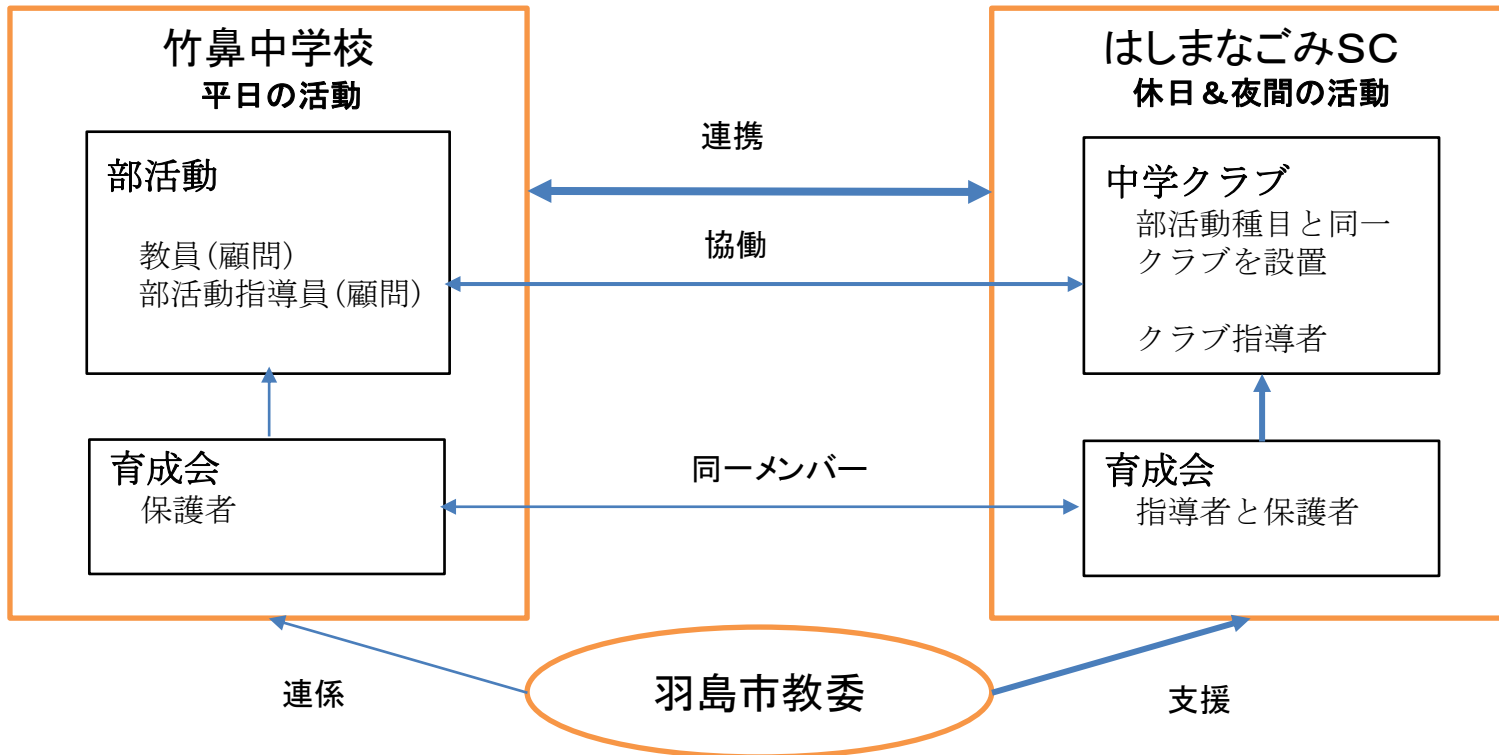 竹鼻中学校
平日の活動
部活動
教員(顧問)
部活動指導員(顧問)
育成会
保護者
連携
協働
同一メンバー
はしまなごみSC
休日&夜間の活動
中学クラブ
部活動種目と同一
クラブを設置
クラブ指導者
育成会
指導者と保護者
連係
羽島市教委
支援